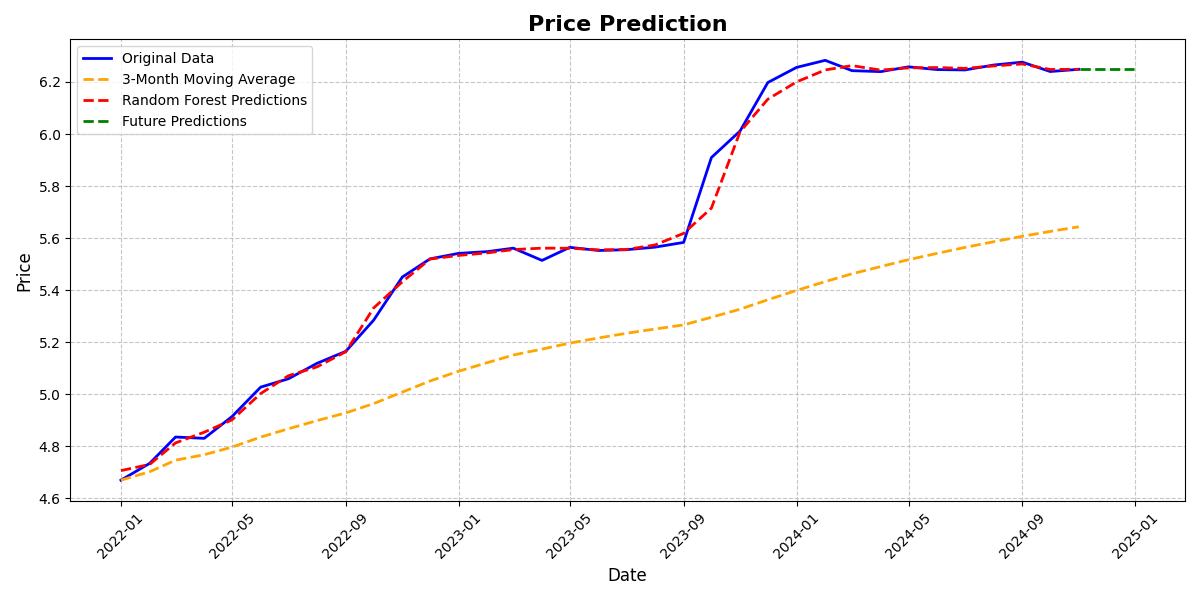 Price Prediction
Original Data
3-Month Moving Average
Random Forest Predictions
Future Predictions
Price
6.2
6.0
5.8
5.6
5.4
5.2
5.0
4.8
4.6
2022-01
2022-05
2022-09
2023-01
2023-05
2023-09
2024-01
2024-05
2024-09
2025-01
Date